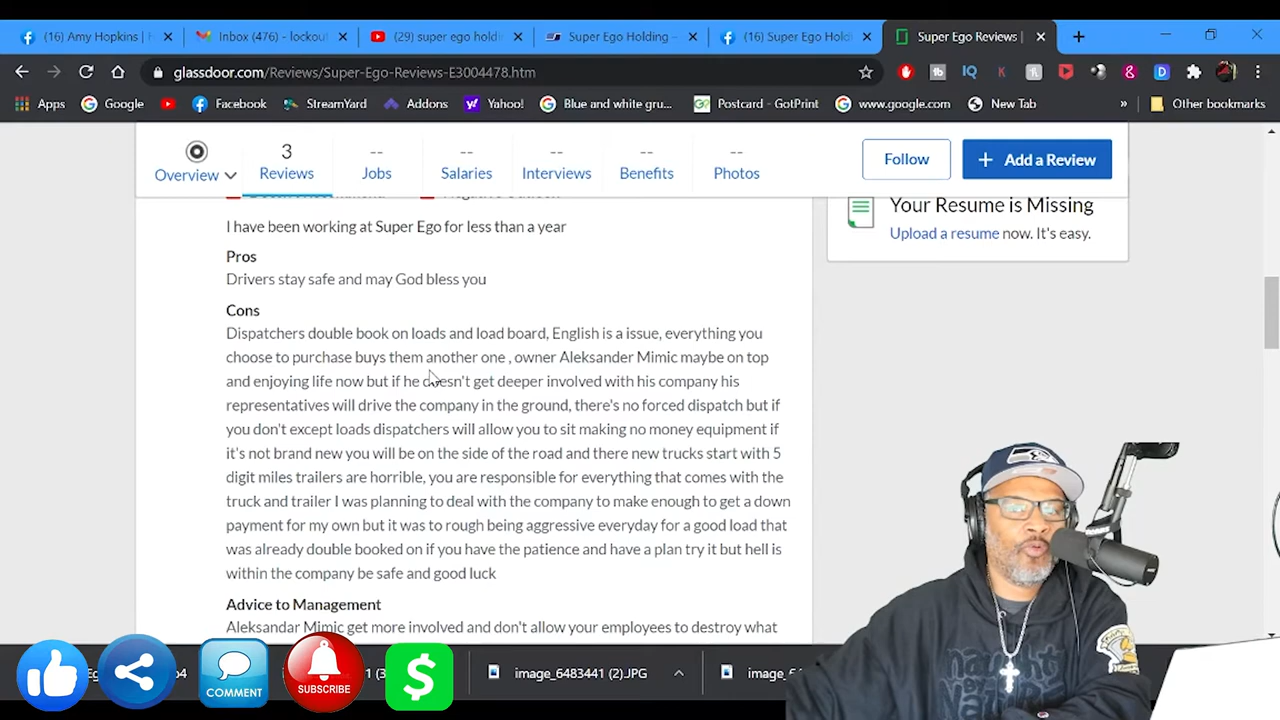 (16) Amy Hopkins | H
Inbox (476) - lockou
(29) super ego holdi
Super Ego Holding –
(16) Super Ego Hold
Super Ego Reviews |
glassdoor.com/Reviews/Super-Ego-Reviews-E3004478.htm
Apps
Google
Facebook
StreamYard
Addons
Yahoo!
Blue and white gru...
Postcard - GotPrint
www.google.com
New Tab
»
Other bookmarks
Overview
3
Reviews
--
Jobs
--
Salaries
--
Interviews
--
Benefits
--
Photos
Follow
+ Add a Review
Your Resume is Missing
Upload a resume now. It's easy.
I have been working at Super Ego for less than a year
Pros
Drivers stay safe and may God bless you
Cons
Dispatchers double book on loads and load board, English is a issue, everything you
choose to purchase buys them another one , owner Aleksander Mimic maybe on top
and enjoying life now but if he doesn't get deeper involved with his company his
representatives will drive the company in the ground, there's no forced dispatch but if
you don't except loads dispatchers will allow you to sit making no money equipment if
it's not brand new you will be on the side of the road and there new trucks start with 5
digit miles trailers are horrible, you are responsible for everything that comes with the
truck and trailer I was planning to deal with the company to make enough to get a down
payment for my own but it was to rough being aggressive everyday for a good load that
was already double booked on if you have the patience and have a plan try it but hell is
within the company be safe and good luck
Advice to Management
Aleksandar Mimic get more involved and don't allow your employees to destroy what
COMMENT
SUBSCRIBE
$
image_6483441 (2).JPG